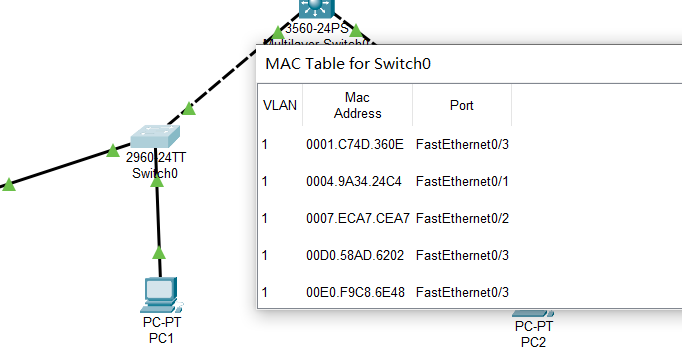 3560-24PS
Multilayer Switch0
MAC Table for Switch0
VLAN Mac Address Port
1 0001.C74D.360E FastEthernet0/3
1 0004.9A34.24C4 FastEthernet0/1
1 0007.ECA7.CEA7 FastEthernet0/2
1 00D0.58AD.6202 FastEthernet0/3
1 00E0.F9C8.6E48 FastEthernet0/3
2960-24TT
Switch0
PC-PT
PC1
PC-PT
PC2